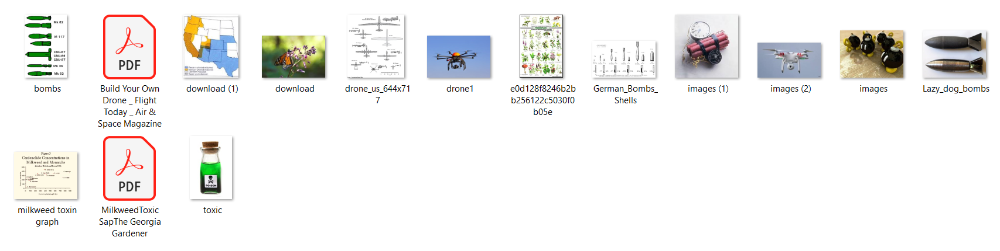 Mk 82
M 117
CBU-87
CBU-89
CBU-97
Mk 36
Mk 62
bombs
PDF
Build Your Own
Drone _ Flight
Today _ Air &
Space Magazine
download (1)
download
drone_us_644x71
7
drone1
e0d128f8246b2b
b256122c5030f0
b05e
German_Bombs_
Shells
images (1)
images (2)
images
Lazy_dog_bombs
Figure 3
Cardenolide Concentrations in
Milkweed and Monarchs
milkweed toxin
graph
PDF
MilkweedToxic
SapThe Georgia
Gardener
POISON
toxic